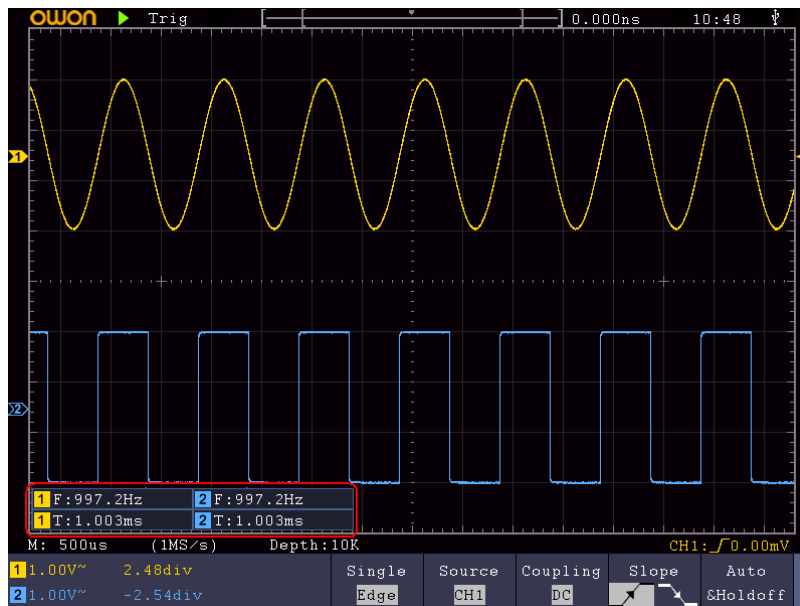 OWON Trig 0.000ns 10:48
1
2
1 F:997.2Hz 2 F:997.2Hz
1 T:1.003ms 2 T:1.003ms
M: 500us (1MS/s) Depth:10K CH1: 0.00mV
1 1.00V~ 2.48div Single Source Coupling Slope Auto
2 1.00V~ -2.54div Edge CH1 DC &Holdoff